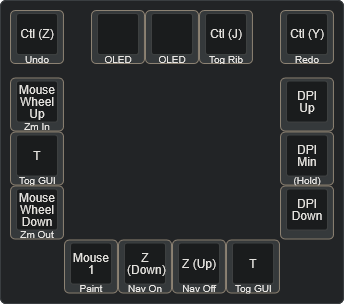 Ctl (Z)
Undo
OLED
OLED
Ctl (J)
Tog Rib
Ctl (Y)
Redo
Mouse
Wheel
Up
Zm In
DPI
Up
T
Tog GUI
DPI
Min
(Hold)
Mouse
Wheel
Down
Zm Out
DPI
Down
Mouse
1
Paint
Z
(Down)
Nav On
Z (Up)
Nav Off
T
Tog GUI